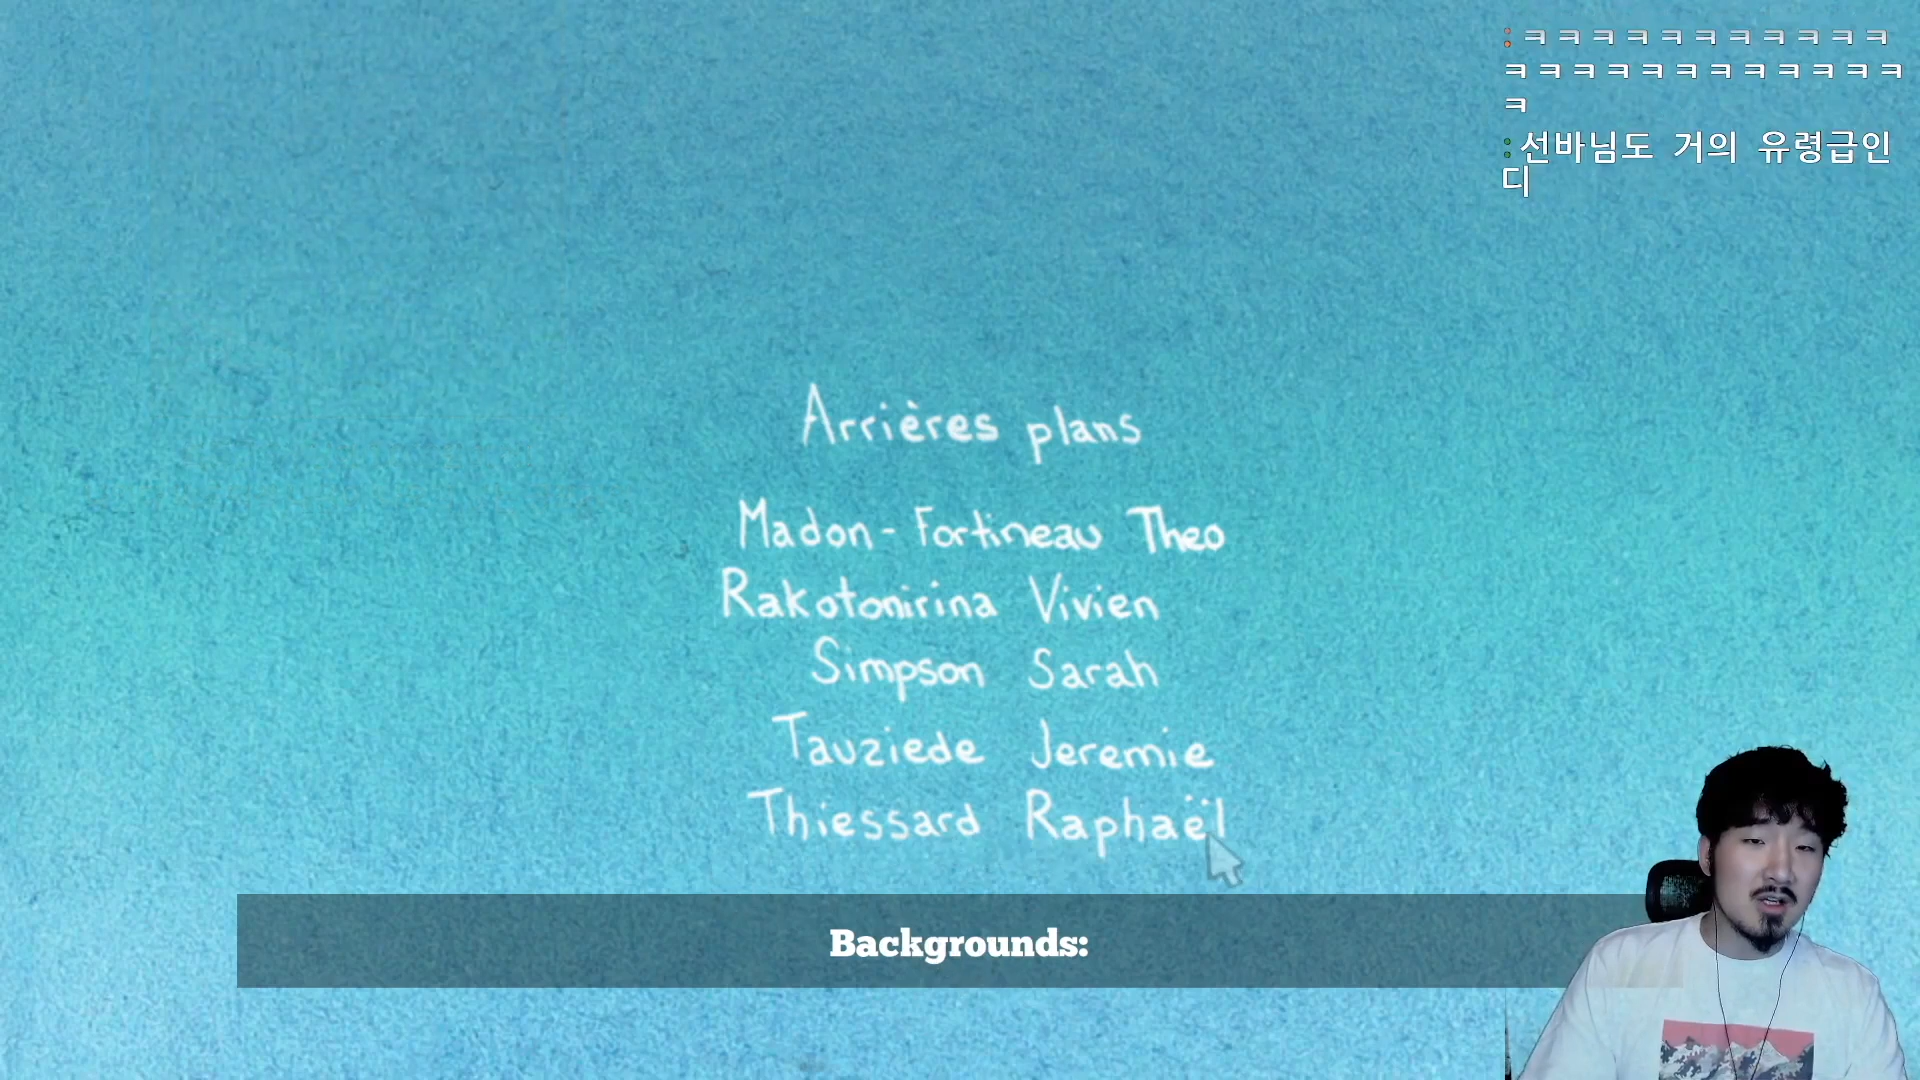 : ㅋㅋㅋㅋㅋㅋㅋㅋㅋㅋㅋ
ㅋㅋㅋㅋㅋㅋㅋㅋㅋㅋㅋㅋ
ㅋ
: 선바님도 거의 유령급인
디
Arrières plans
Madon-Fortineau Theo
Rakotonirina Vivien
Simpson Sarah
Tauziede Jeremie
Thiessard Raphaël
Backgrounds: